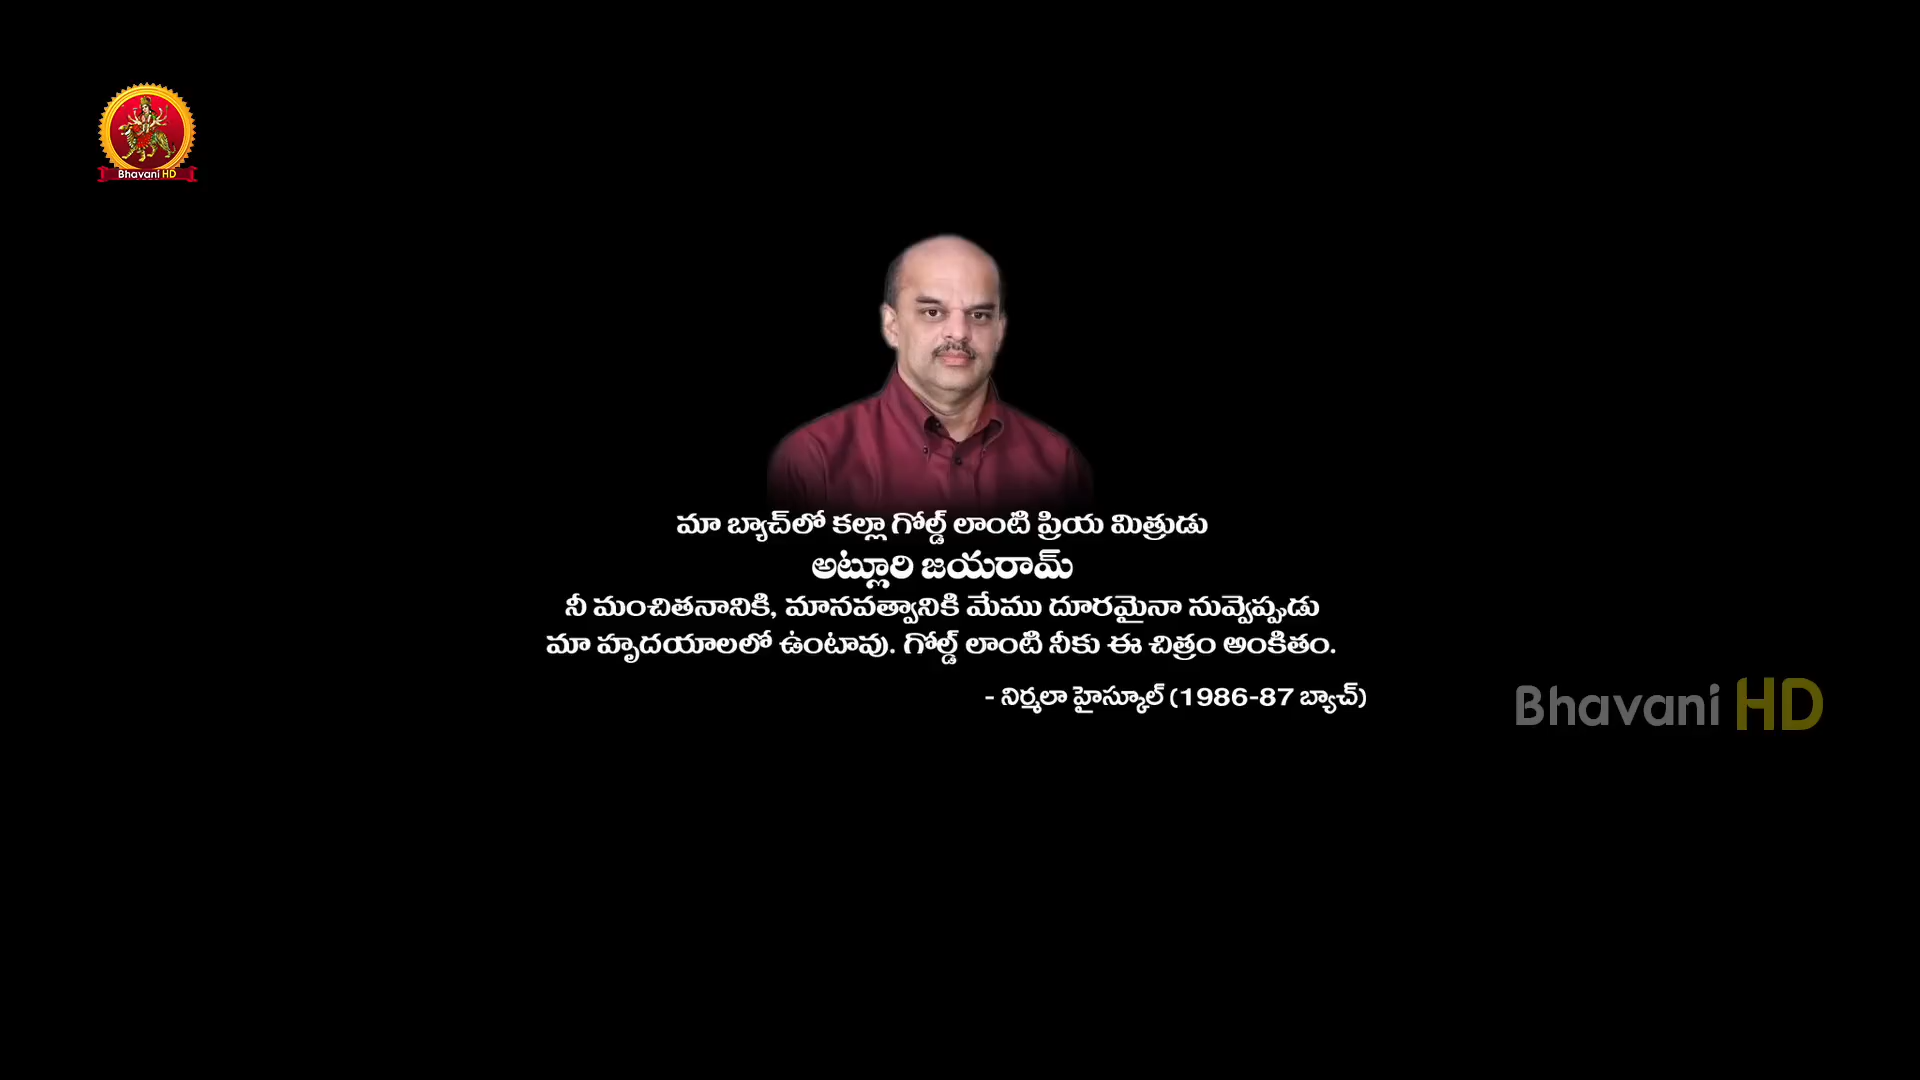 Bhavani HD
మా బ్యాచ్‌లో కల్లా గోల్డ్ లాంటి ప్రియ మిత్రుడు
అట్లూరి జయరామ్
నీ మంచితనానికి, మానవత్వానికి మేము దూరమైనా నువ్వెప్పుడు
మా హృదయాలలో ఉంటావు. గోల్డ్ లాంటి నీకు ఈ చిత్రం అంకితం.
- నిర్మలా హైస్కూల్ (1986-87 బ్యాచ్)
Bhavani HD